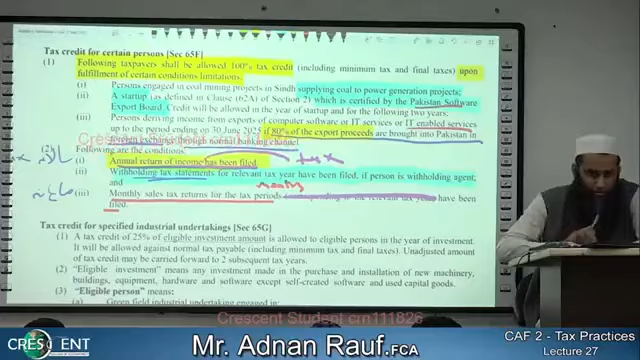 Tax credit for certain persons [Sec 65F]
(1) Following taxpayers shall be allowed 100% tax credit (including minimum tax and final taxes) upon
fulfillment of certain conditions limitations.
(i) Persons engaged in coal mining projects in Sindh supplying coal to power generation projects;
(ii) A startup (as defined in Clause (62A) of Section 2) which is certified by the Pakistan Software
Export Board. Credit will be allowed in the year of startup and for the following two years;
(iii) Persons deriving income from exports of computer software or IT services or IT enabled services
up to the period ending on 30 June 2025 if 80% of the export proceeds are brought into Pakistan in
foreign exchange through normal banking channel
Crescent Student crn111826
(2) Following are the conditions:
(i) Annual return of income has been filed.
tax
(ii) Withholding tax statements for relevant tax year have been filed, if person is withholding agent;
and
(iii) Monthly sales tax returns for the tax periods corresponding to the relevant tax year have been
filed.
Tax credit for specified industrial undertakings [Sec 65G]
(1) A tax credit of 25% of eligible investment amount is allowed to eligible persons in the year of investment.
It will be allowed against normal tax payable (including minimum tax and final taxes). Unadjusted
amount of tax credit may be carried forward to 2 subsequent tax years.
(2) "Eligible investment" means any investment made in the purchase and installation of new machinery,
buildings, equipment, hardware and software except self-created software and used capital goods.
(3) "Eligible person" means:
(a) Green field industrial undertaking engaged in:
Crescent Student crn111826
CRESCENT
Mr. Adnan Rauf.FCA
CAF 2 - Tax Practices
Lecture 27